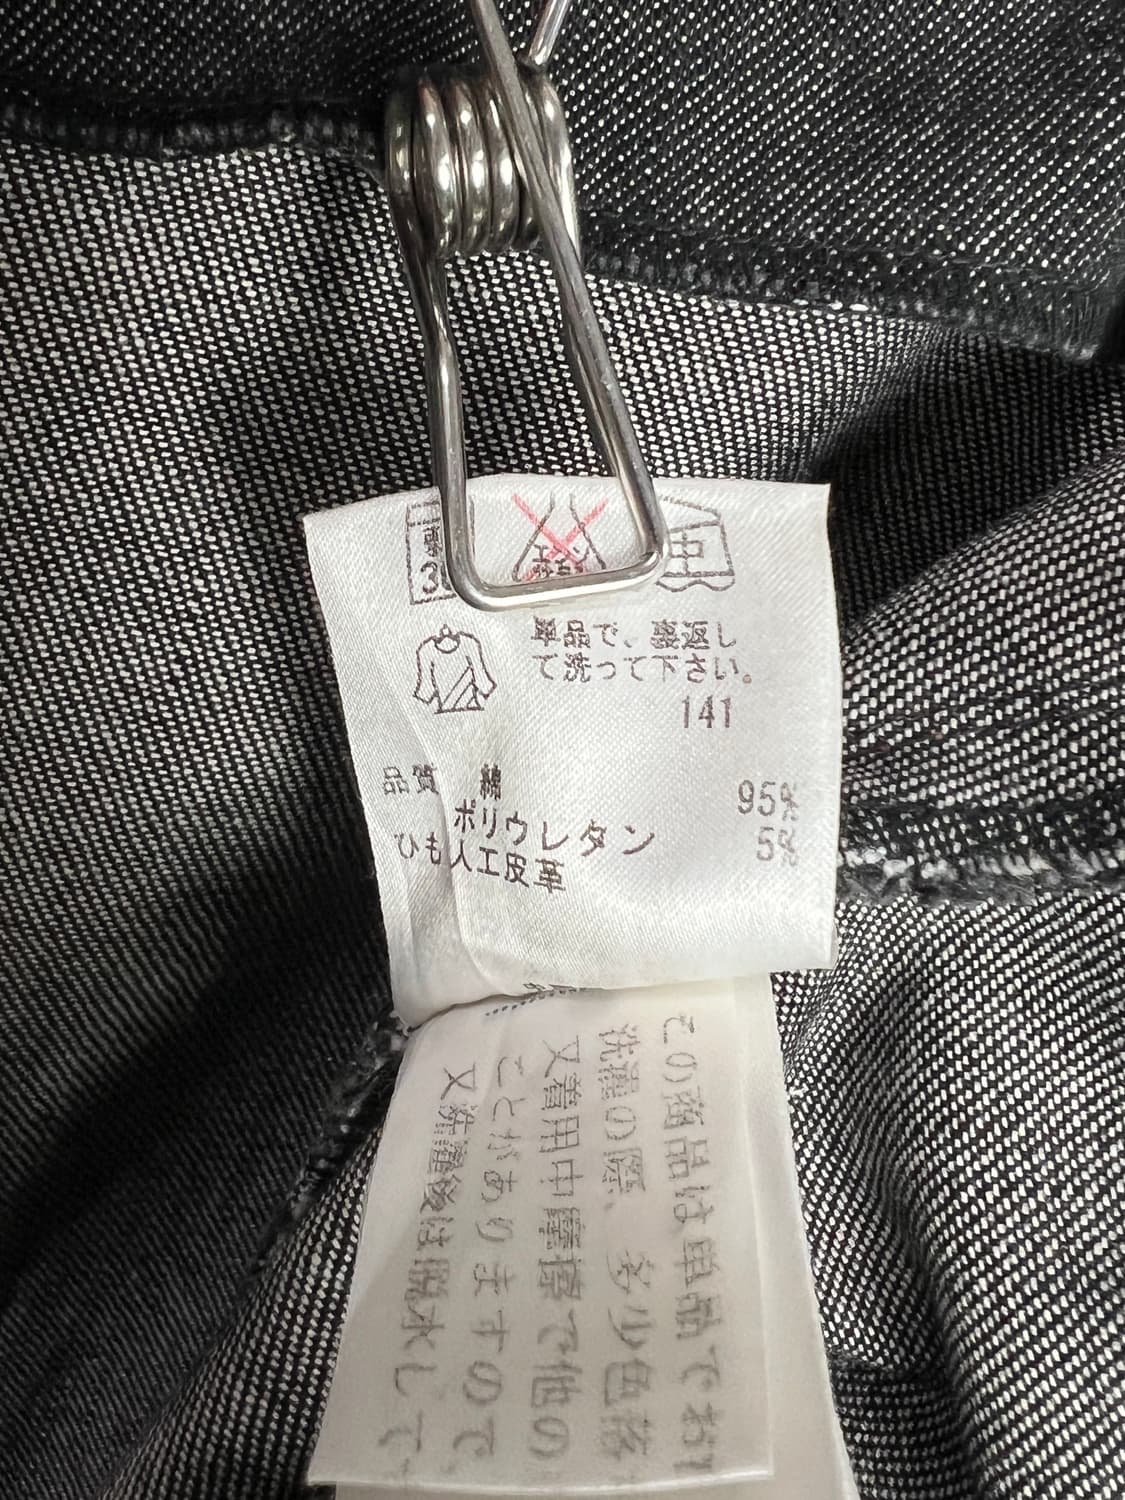 中
単品で、裏返し
て洗って下さい。
141
品質 綿 95%
ポリウレタン 5%
ひも人工皮革
この商品は単品で
洗濯の際、多少色
又着用中摩擦で他の
ことがありますので
又洗濯後は脱水して